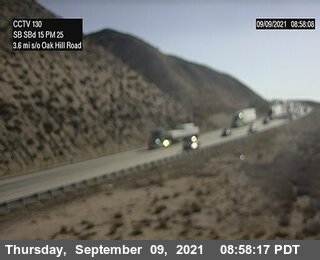 CCTV 130
SB SBd 15 PM 25
3.6 mi s/o Oak Hill Road
09/09/2021 08:58:08
Thursday, September 09, 2021 08:58:17 PDT